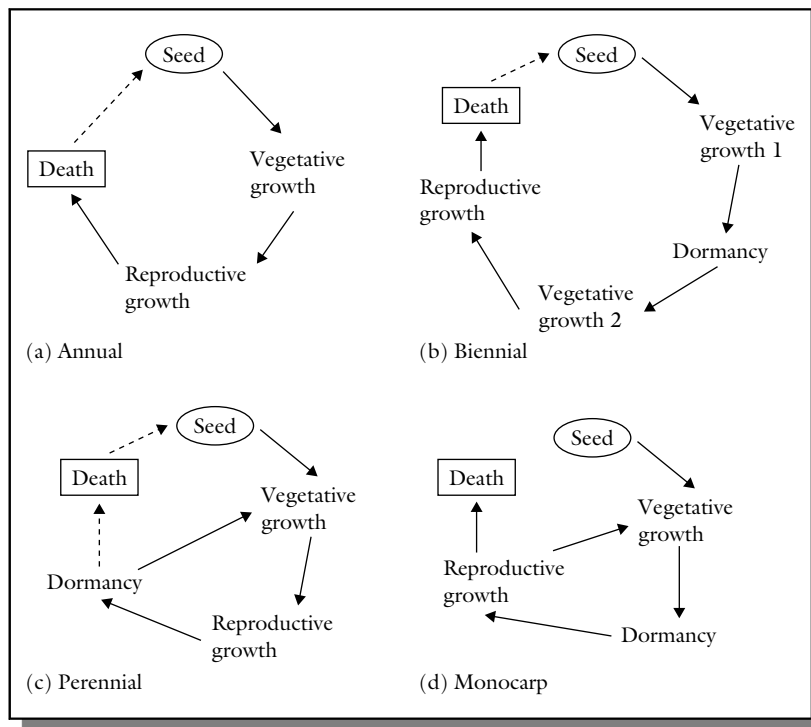 Seed
Death
Vegetative
growth
Reproductive
growth
(a) Annual
Seed
Death
Vegetative
growth 1
Reproductive
growth
Dormancy
Vegetative
growth 2
(b) Biennial
Seed
Death
Vegetative
growth
Dormancy
Reproductive
growth
(c) Perennial
Seed
Death
Vegetative
growth
Reproductive
growth
Dormancy
(d) Monocarp